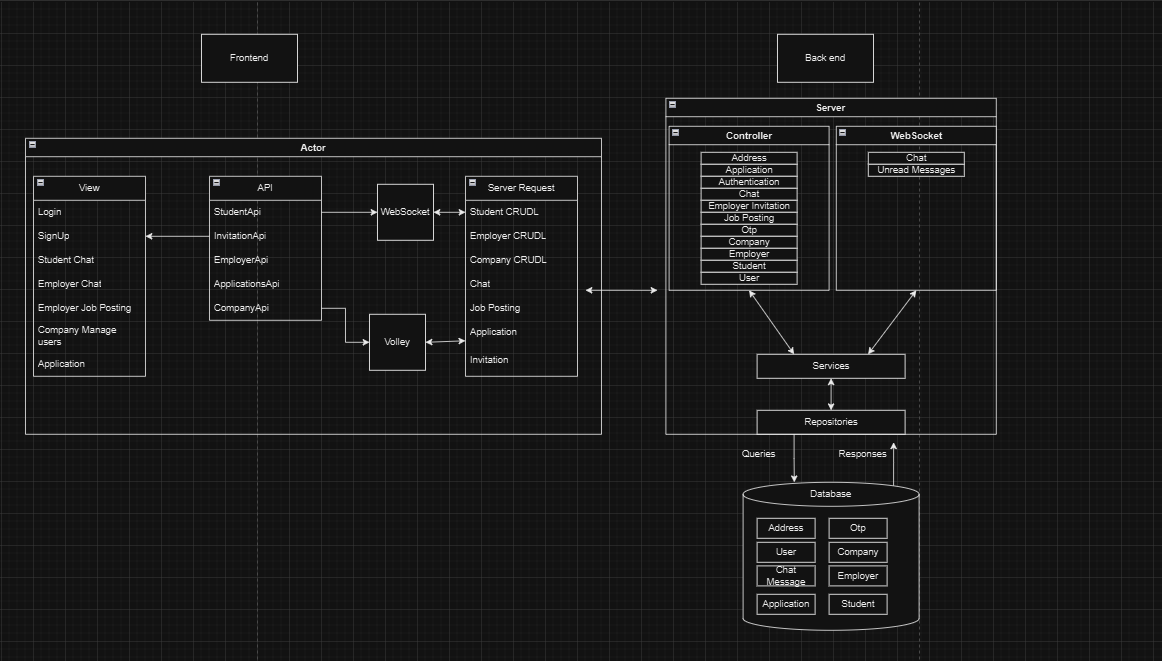 Frontend
Back end
Actor
View
Login
SignUp
Student Chat
Employer Chat
Employer Job Posting
Company Manage
users
Application
API
StudentApi
InvitationApi
EmployerApi
ApplicationsApi
CompanyApi
WebSocket
Volley
Server Request
Student CRUDL
Employer CRUDL
Company CRUDL
Chat
Job Posting
Application
Invitation
Server
Controller
Address
Application
Authentication
Chat
Employer Invitation
Job Posting
Otp
Company
Employer
Student
User
WebSocket
Chat
Unread Messages
Services
Repositories
Queries
Responses
Database
Address
Otp
User
Company
Chat
Message
Employer
Application
Student